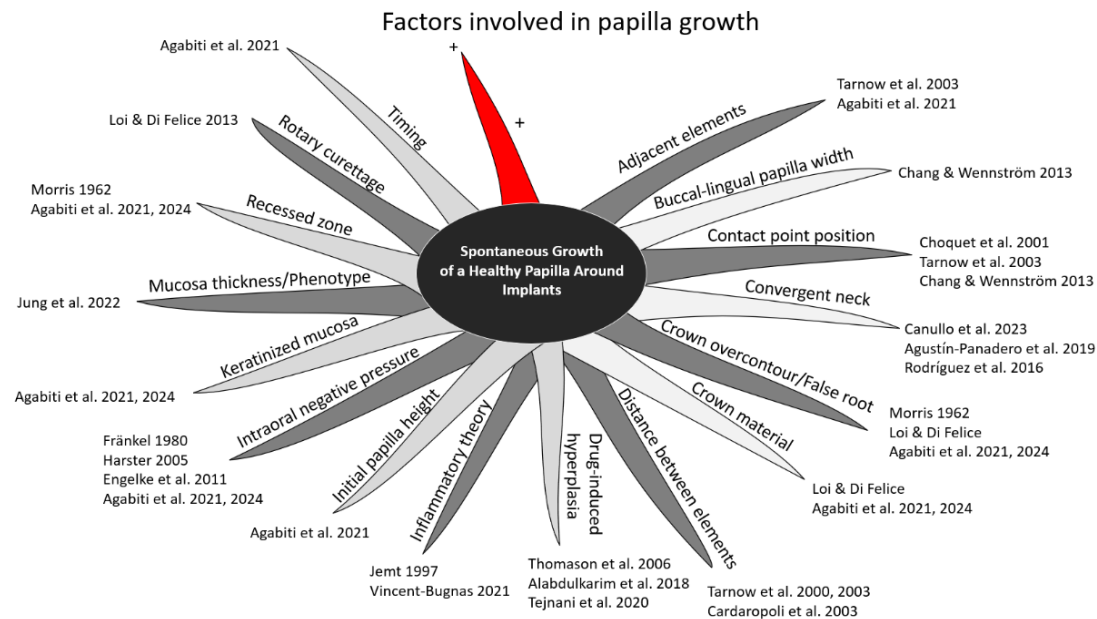 Factors involved in papilla growth
+
+
Agabiti et al. 2021
Timing
Loi & Di Felice 2013
Rotary curettage
Morris 1962
Agabiti et al. 2021, 2024
Recessed zone
Jung et al. 2022
Mucosa thickness/Phenotype
Agabiti et al. 2021, 2024
Keratinized mucosa
Fränkel 1980
Harster 2005
Engelke et al. 2011
Agabiti et al. 2021, 2024
Intraoral negative pressure
Agabiti et al. 2021
Initial papilla height
Jemt 1997
Vincent-Bugnas 2021
Inflammatory theory
Thomason et al. 2006
Alabdulkarim et al. 2018
Tejnani et al. 2020
Drug-induced
hyperplasia
Tarnow et al. 2000, 2003
Cardaropoli et al. 2003
Distance between elements
Loi & Di Felice
Agabiti et al. 2021, 2024
Crown material
Morris 1962
Loi & Di Felice
Agabiti et al. 2021, 2024
Crown overcontour/False root
Canullo et al. 2023
Agustín-Panadero et al. 2019
Rodríguez et al. 2016
Convergent neck
Choquet et al. 2001
Tarnow et al. 2003
Chang & Wennström 2013
Contact point position
Chang & Wennström 2013
Buccal-lingual papilla width
Tarnow et al. 2003
Agabiti et al. 2021
Adjacent elements
Spontaneous Growth
of a Healthy Papilla Around
Implants